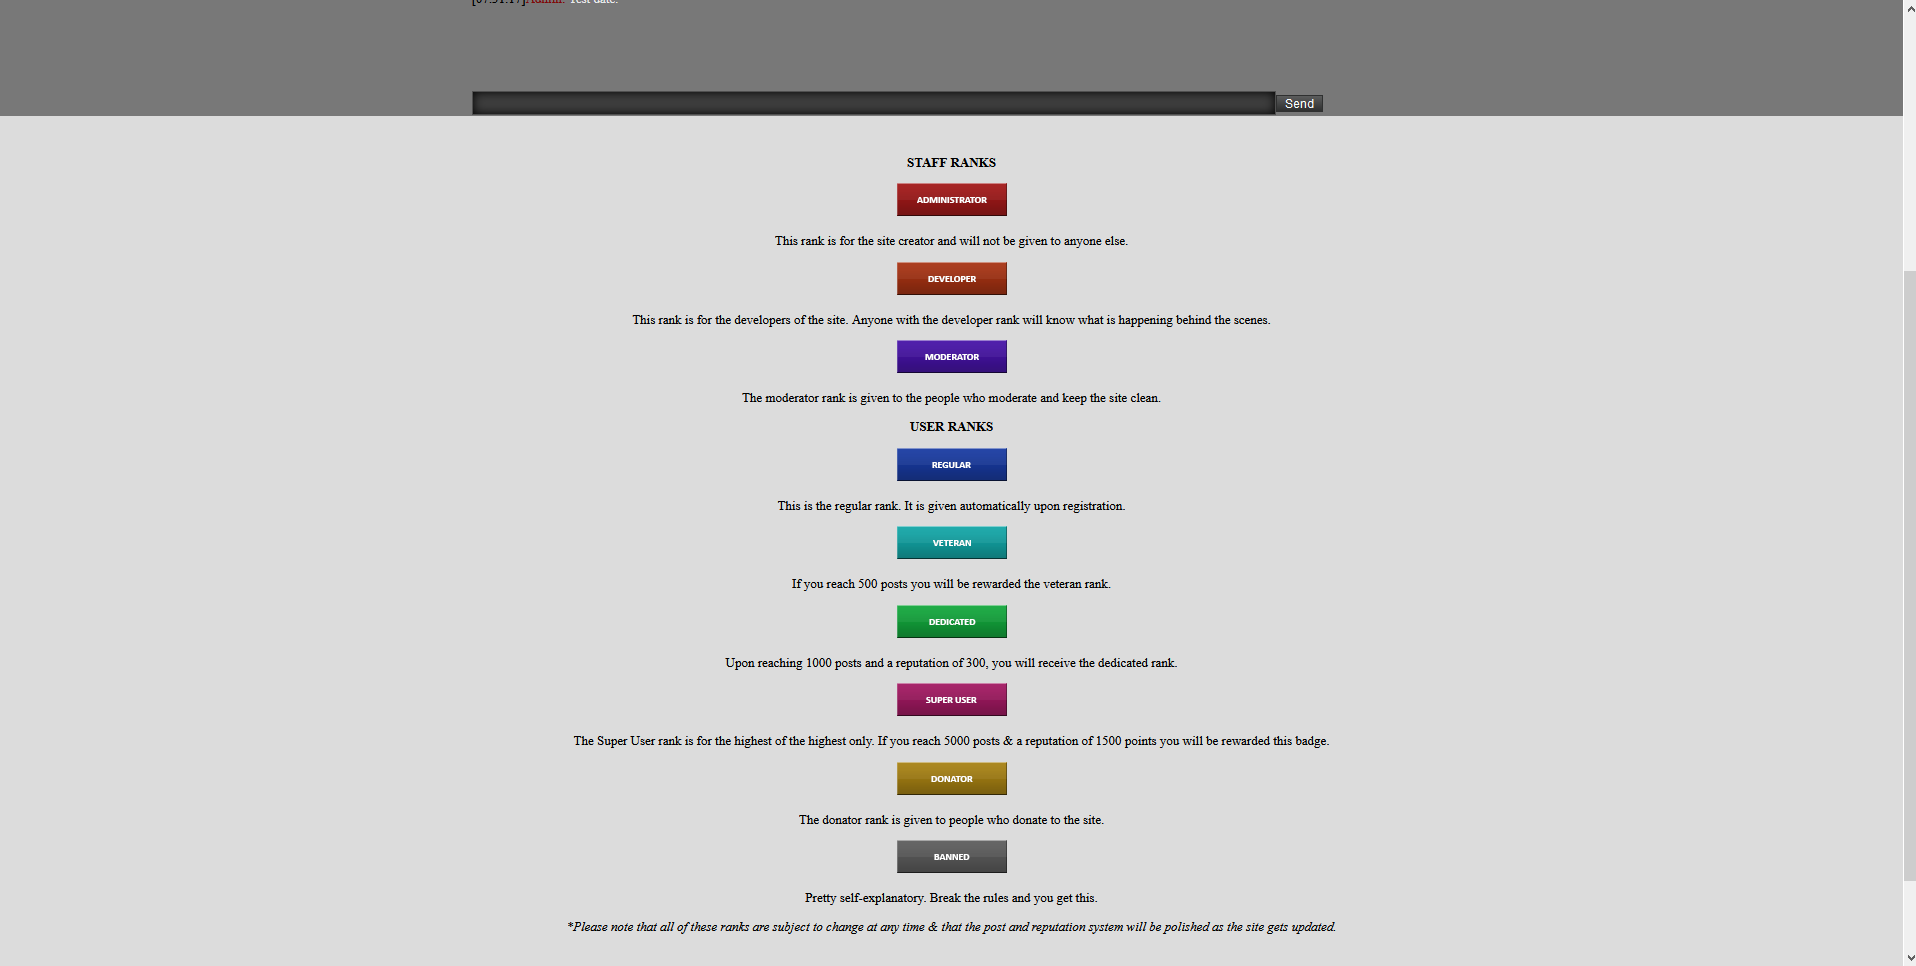 Send
STAFF RANKS
ADMINISTRATOR
This rank is for the site creator and will not be given to anyone else.
DEVELOPER
This rank is for the developers of the site. Anyone with the developer rank will know what is happening behind the scenes.
MODERATOR
The moderator rank is given to the people who moderate and keep the site clean.
USER RANKS
REGULAR
This is the regular rank. It is given automatically upon registration.
VETERAN
If you reach 500 posts you will be rewarded the veteran rank.
DEDICATED
Upon reaching 1000 posts and a reputation of 300, you will receive the dedicated rank.
SUPER USER
The Super User rank is for the highest of the highest only. If you reach 5000 posts & a reputation of 1500 points you will be rewarded this badge.
DONATOR
The donator rank is given to people who donate to the site.
BANNED
Pretty self-explanatory. Break the rules and you get this.
*Please note that all of these ranks are subject to change at any time & that the post and reputation system will be polished as the site gets updated.